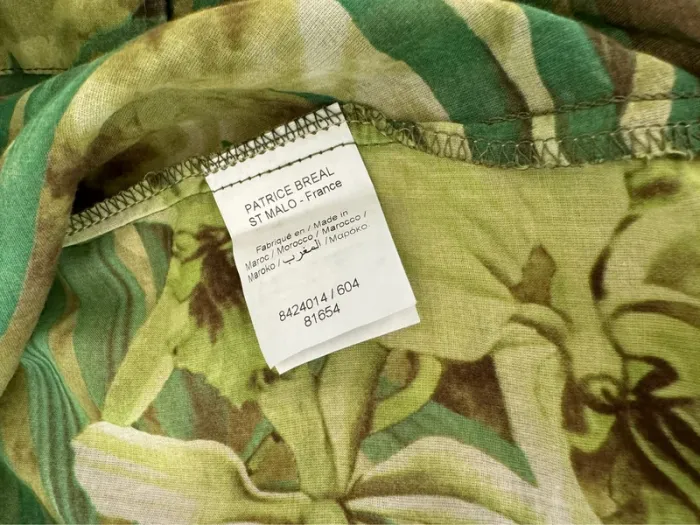 PATRICE BREAL
ST MALO - France
Fabriqué en / Made in
Maroc / Morocco / Marocco /
Maroko / المغرب / Марокко.
8424014 / 604
81654